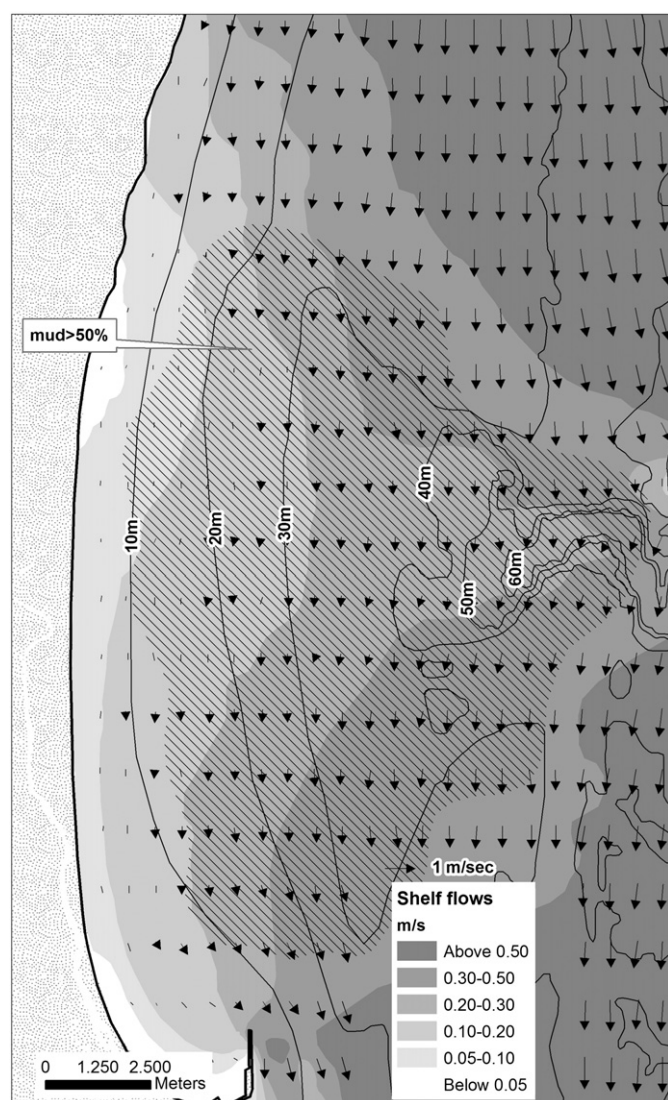 mud>50%
10m
20m
30m
40m
50m
60m
1 m/sec
Shelf flows
m/s
Above 0.50
0.30-0.50
0.20-0.30
0.10-0.20
0.05-0.10
Below 0.05
0 1.250 2.500
Meters